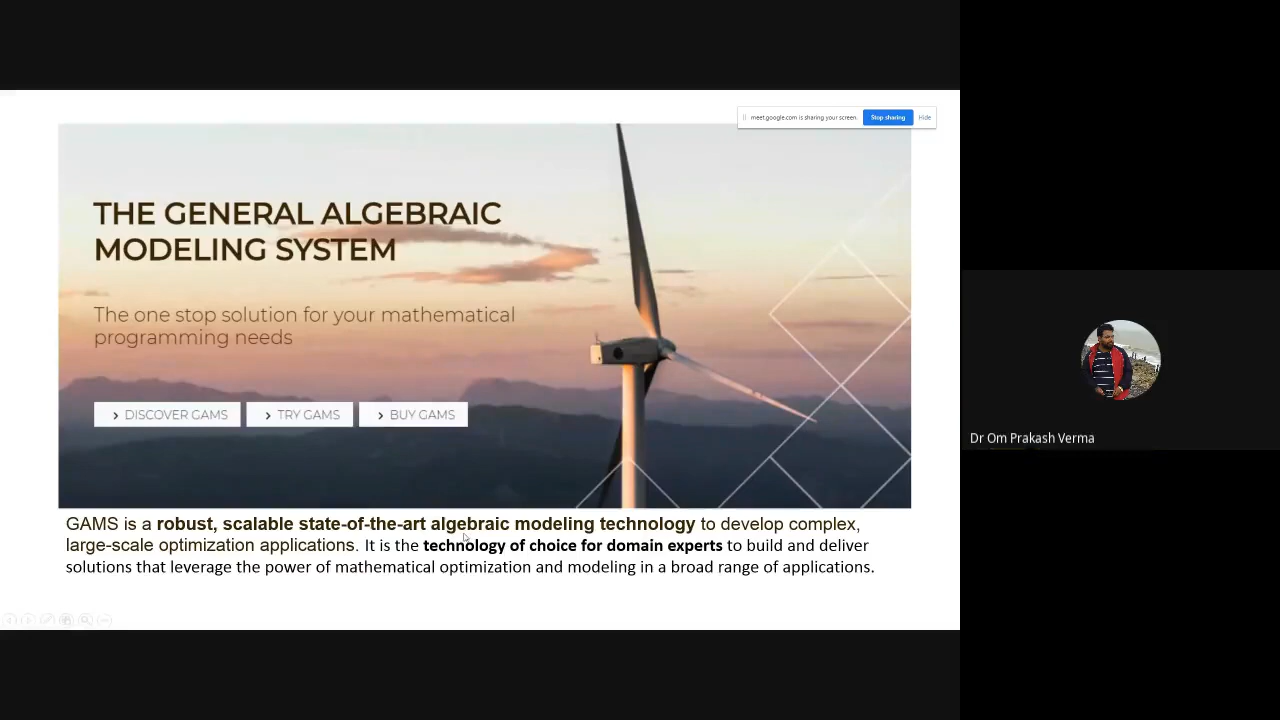 meet.google.com is sharing your screen.
Stop sharing
Hide
THE GENERAL ALGEBRAIC
MODELING SYSTEM
The one stop solution for your mathematical
programming needs
DISCOVER GAMS
TRY GAMS
BUY GAMS
GAMS is a robust, scalable state-of-the-art algebraic modeling technology to develop complex,
large-scale optimization applications. It is the technology of choice for domain experts to build and deliver
solutions that leverage the power of mathematical optimization and modeling in a broad range of applications.
Dr Om Prakash Verma